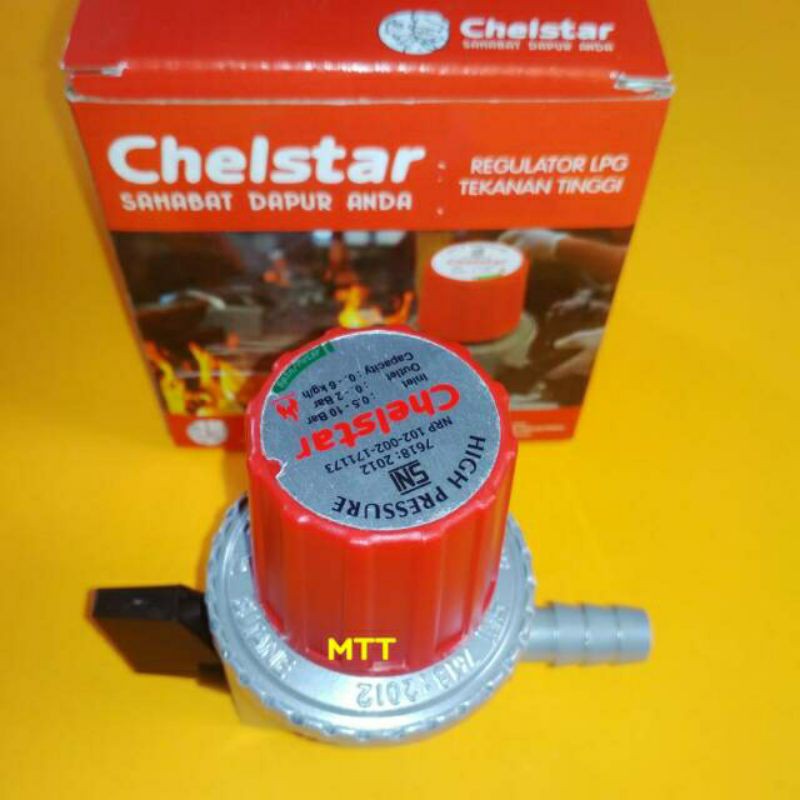 Chelstar
SAHABAT DAPUR ANDA
Chelstar
SAHABAT DAPUR ANDA
REGULATOR LPG
TEKANAN TINGGI
HIGH PRESSURE
SNI
7618: 2012
NRP 102-002-171173
Chelstar
Inlet : 0.5 - 10 Bar
Outlet : 0 - 2 Bar
Capacity : 0 - 6 kg/h
MTT
SNI 7618:2012